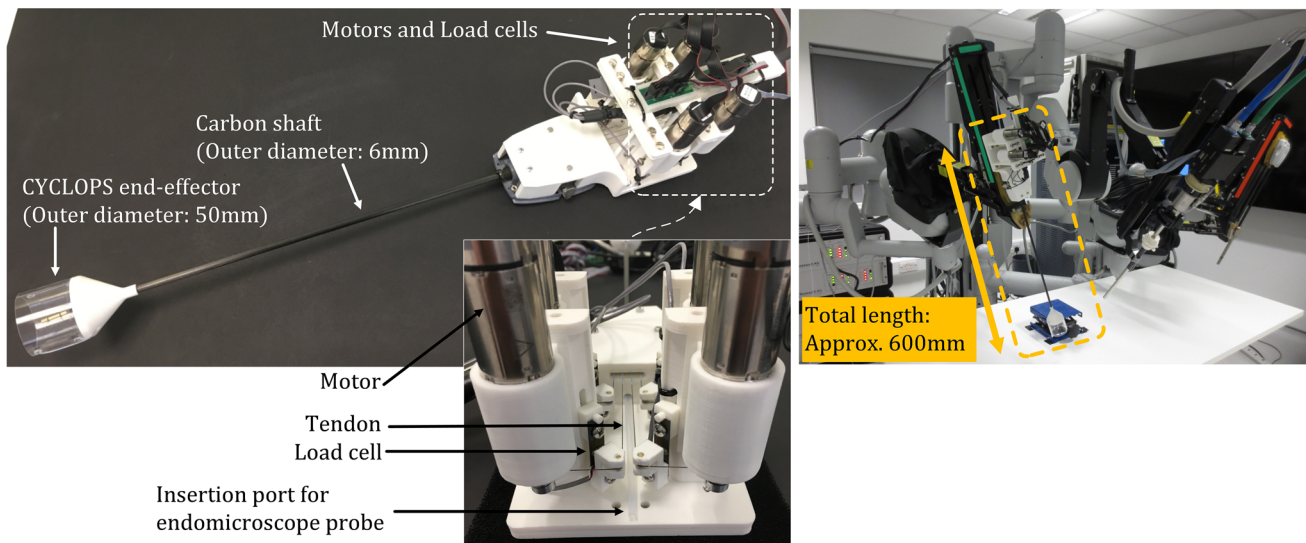 Motors and Load cells
Carbon shaft
(Outer diameter: 6mm)
CYCLOPS end-effector
(Outer diameter: 50mm)
Motor
Tendon
Load cell
Insertion port for
endomicroscope probe
Total length:
Approx. 600mm